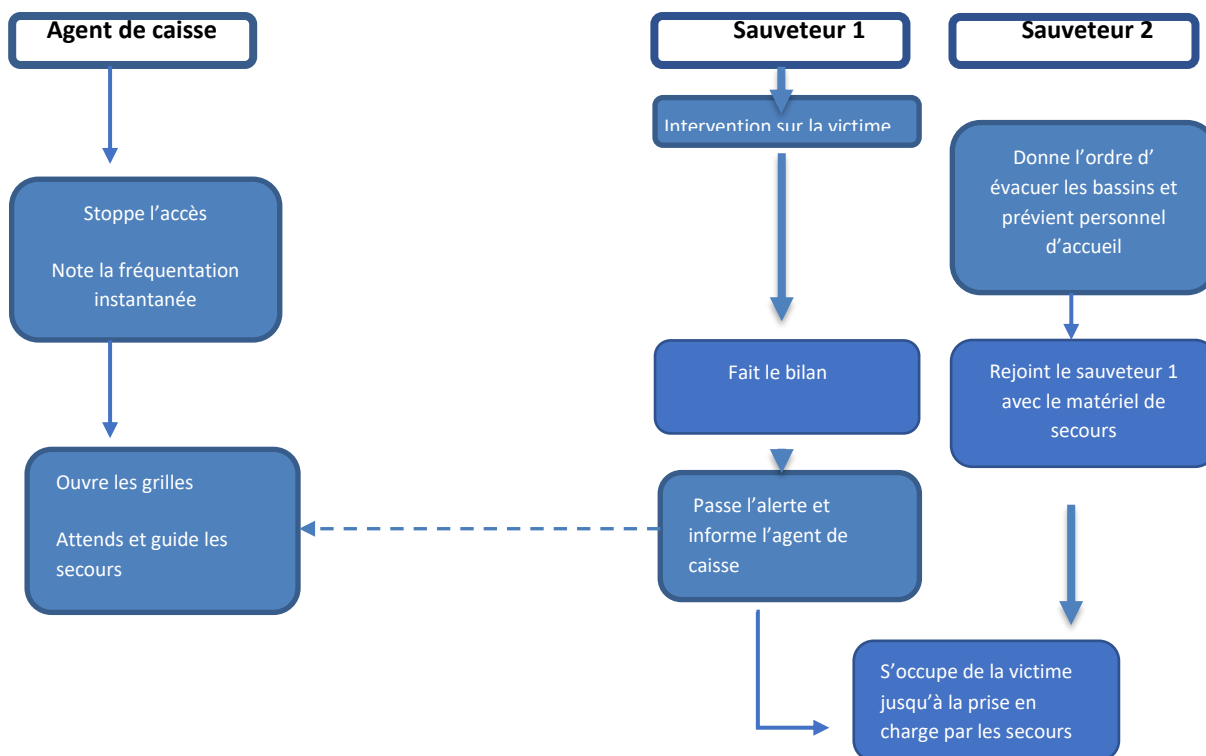 Agent de caisse
Stoppe l’accès
Note la fréquentation
instantanée
Ouvre les grilles
Attends et guide les
secours
Sauveteur 1
Intervention sur la victime
Fait le bilan
Passe l’alerte et
informe l’agent de
caisse
Sauveteur 2
Donne l’ordre d’
évacuer les bassins et
prévient personnel
d’accueil
Rejoint le sauveteur 1
avec le matériel de
secours
S’occupe de la victime
jusqu’à la prise en
charge par les secours